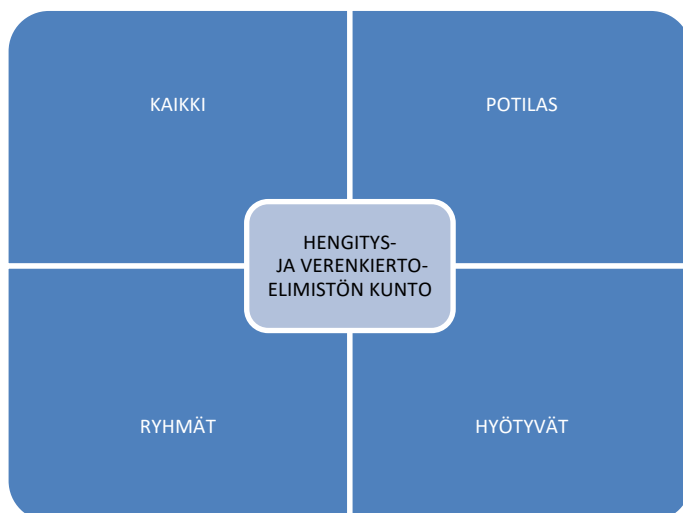 KAIKKI
POTILAS
HENGITYS-
JA VERENKIERTO-
ELIMISTÖN KUNTO
RYHMÄT
HYÖTYVÄT